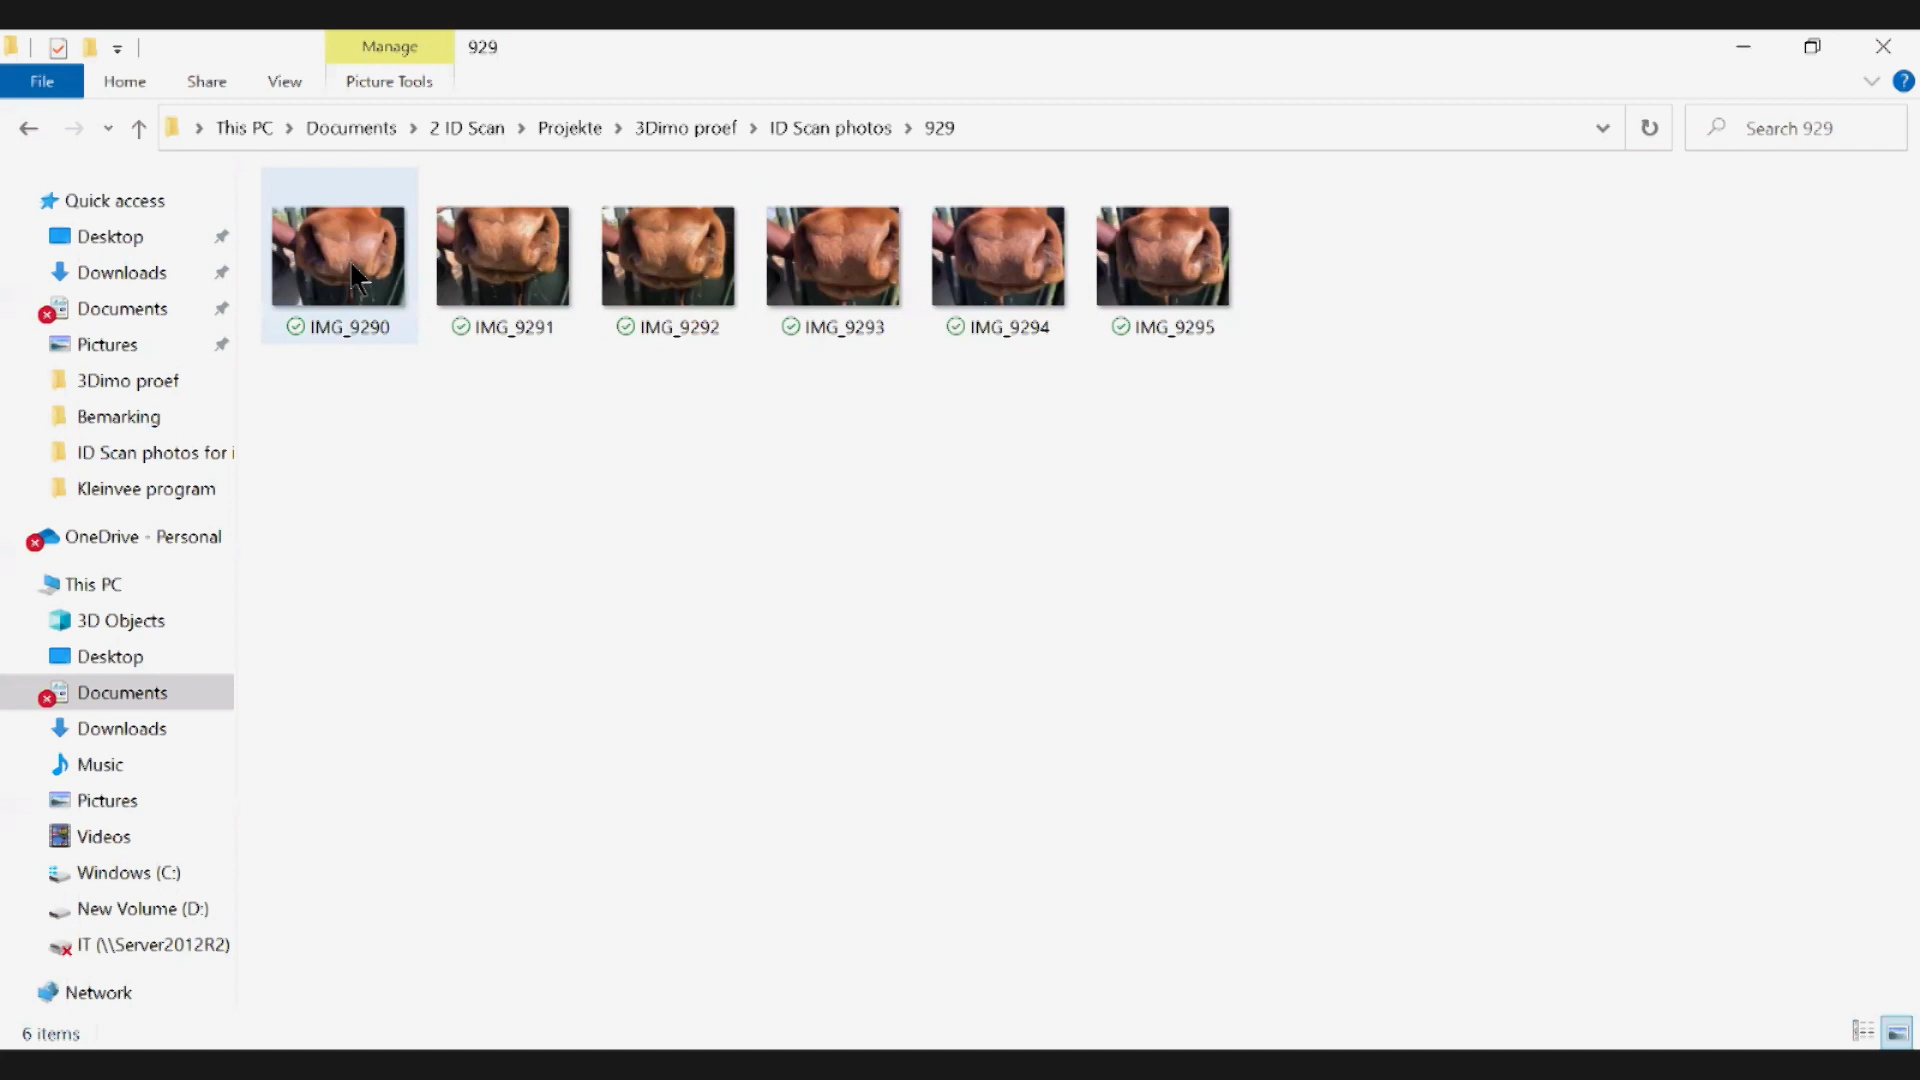 Manage
929
File
Home
Share
View
Picture Tools
This PC
Documents
2 ID Scan
Projekte
3Dimo proef
ID Scan photos
929
Search 929
Quick access
Desktop
Downloads
Documents
Pictures
3Dimo proef
Bemarking
ID Scan photos for i
Kleinvee program
OneDrive - Personal
This PC
3D Objects
Desktop
Documents
Downloads
Music
Pictures
Videos
Windows (C:)
New Volume (D:)
IT (\\Server2012R2)
Network
IMG_9290
IMG_9291
IMG_9292
IMG_9293
IMG_9294
IMG_9295
6 items